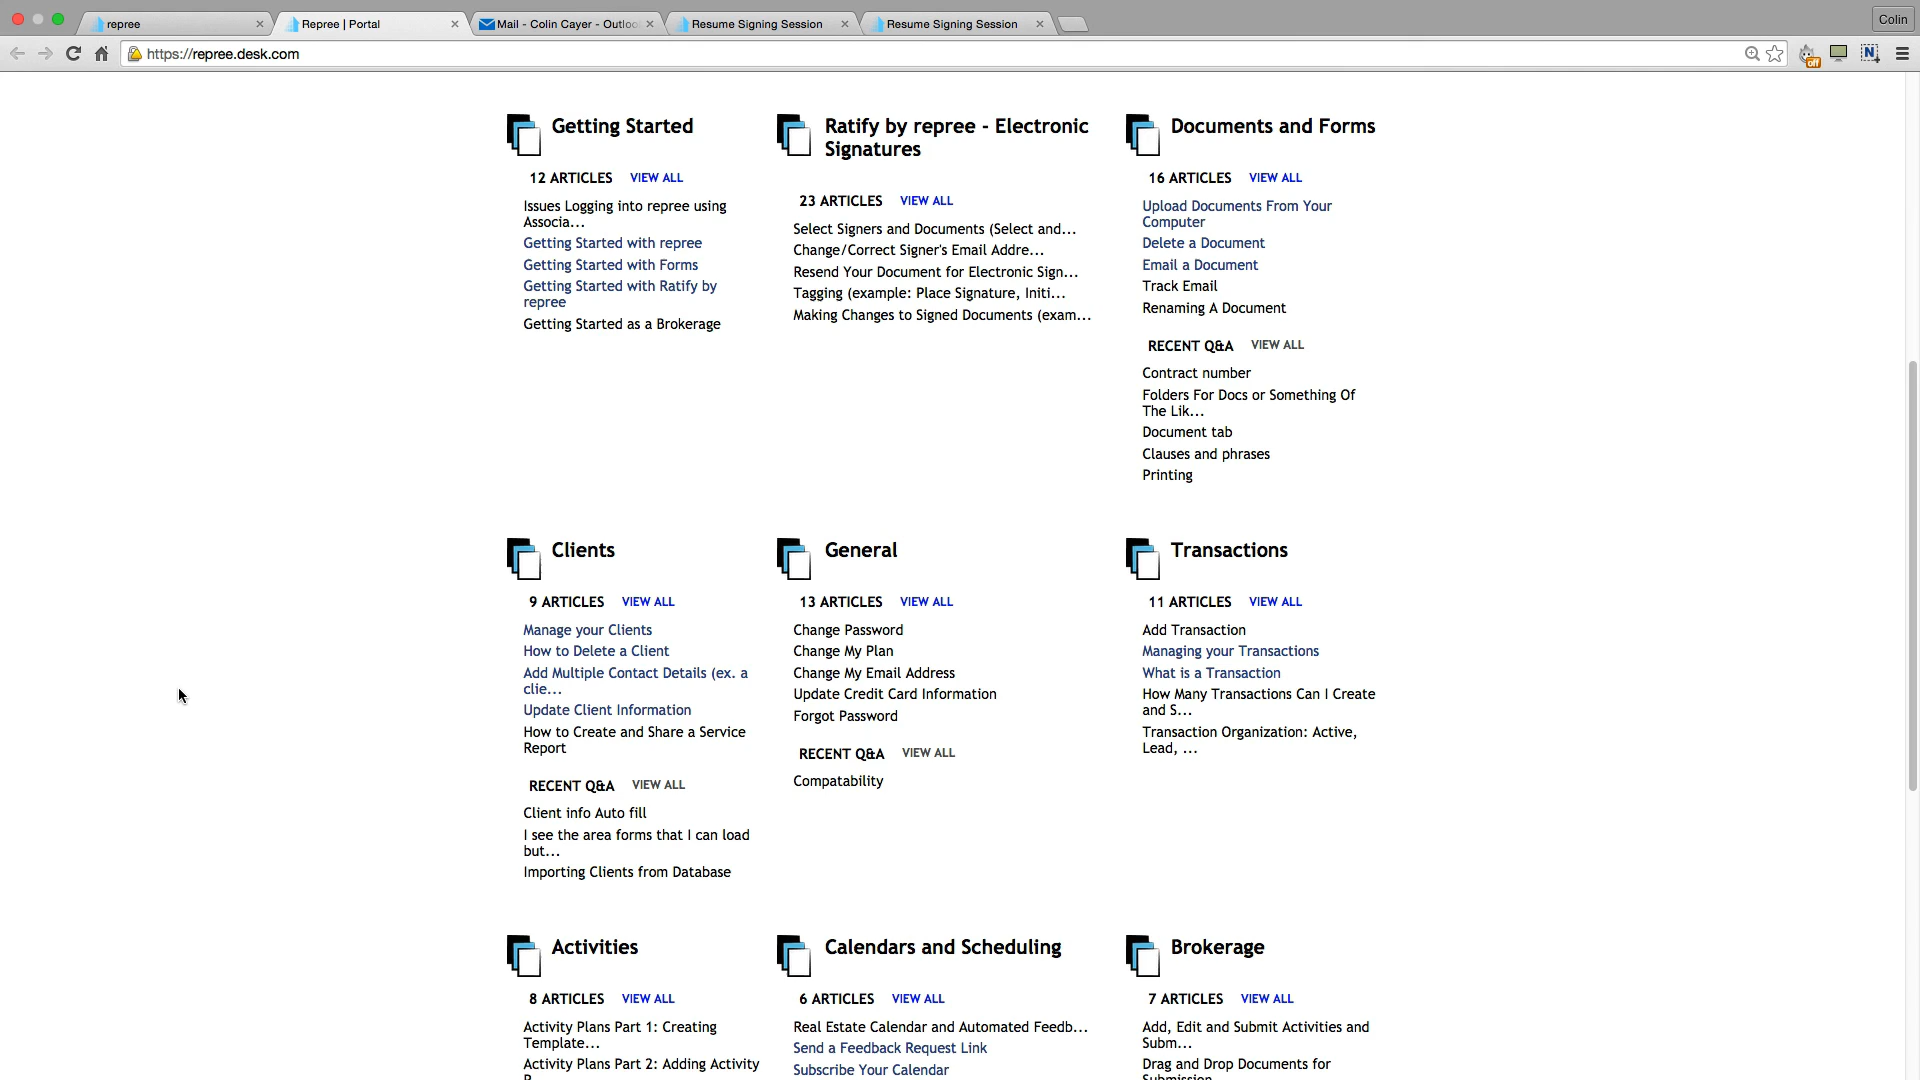 repree
Repree | Portal
Mail - Colin Cayer - Outloo
Resume Signing Session
Resume Signing Session
Colin
https://repree.desk.com
off
Getting Started
12 ARTICLES VIEW ALL
Issues Logging into repree using
Associa...
Getting Started with repree
Getting Started with Forms
Getting Started with Ratify by
repree
Getting Started as a Brokerage
Ratify by repree - Electronic
Signatures
23 ARTICLES VIEW ALL
Select Signers and Documents (Select and...
Change/Correct Signer's Email Addre...
Resend Your Document for Electronic Sign...
Tagging (example: Place Signature, Initi...
Making Changes to Signed Documents (exam...
Documents and Forms
16 ARTICLES VIEW ALL
Upload Documents From Your
Computer
Delete a Document
Email a Document
Track Email
Renaming A Document
RECENT Q&A VIEW ALL
Contract number
Folders For Docs or Something Of
The Lik...
Document tab
Clauses and phrases
Printing
Clients
9 ARTICLES VIEW ALL
Manage your Clients
How to Delete a Client
Add Multiple Contact Details (ex. a
clie...
Update Client Information
How to Create and Share a Service
Report
RECENT Q&A VIEW ALL
Client info Auto fill
I see the area forms that I can load
but...
Importing Clients from Database
General
13 ARTICLES VIEW ALL
Change Password
Change My Plan
Change My Email Address
Update Credit Card Information
Forgot Password
RECENT Q&A VIEW ALL
Compatability
Transactions
11 ARTICLES VIEW ALL
Add Transaction
Managing your Transactions
What is a Transaction
How Many Transactions Can I Create
and S...
Transaction Organization: Active,
Lead, ...
Activities
8 ARTICLES VIEW ALL
Activity Plans Part 1: Creating
Template...
Activity Plans Part 2: Adding Activity
Calendars and Scheduling
6 ARTICLES VIEW ALL
Real Estate Calendar and Automated Feedb...
Send a Feedback Request Link
Subscribe Your Calendar
Brokerage
7 ARTICLES VIEW ALL
Add, Edit and Submit Activities and
Subm...
Drag and Drop Documents for
Submission